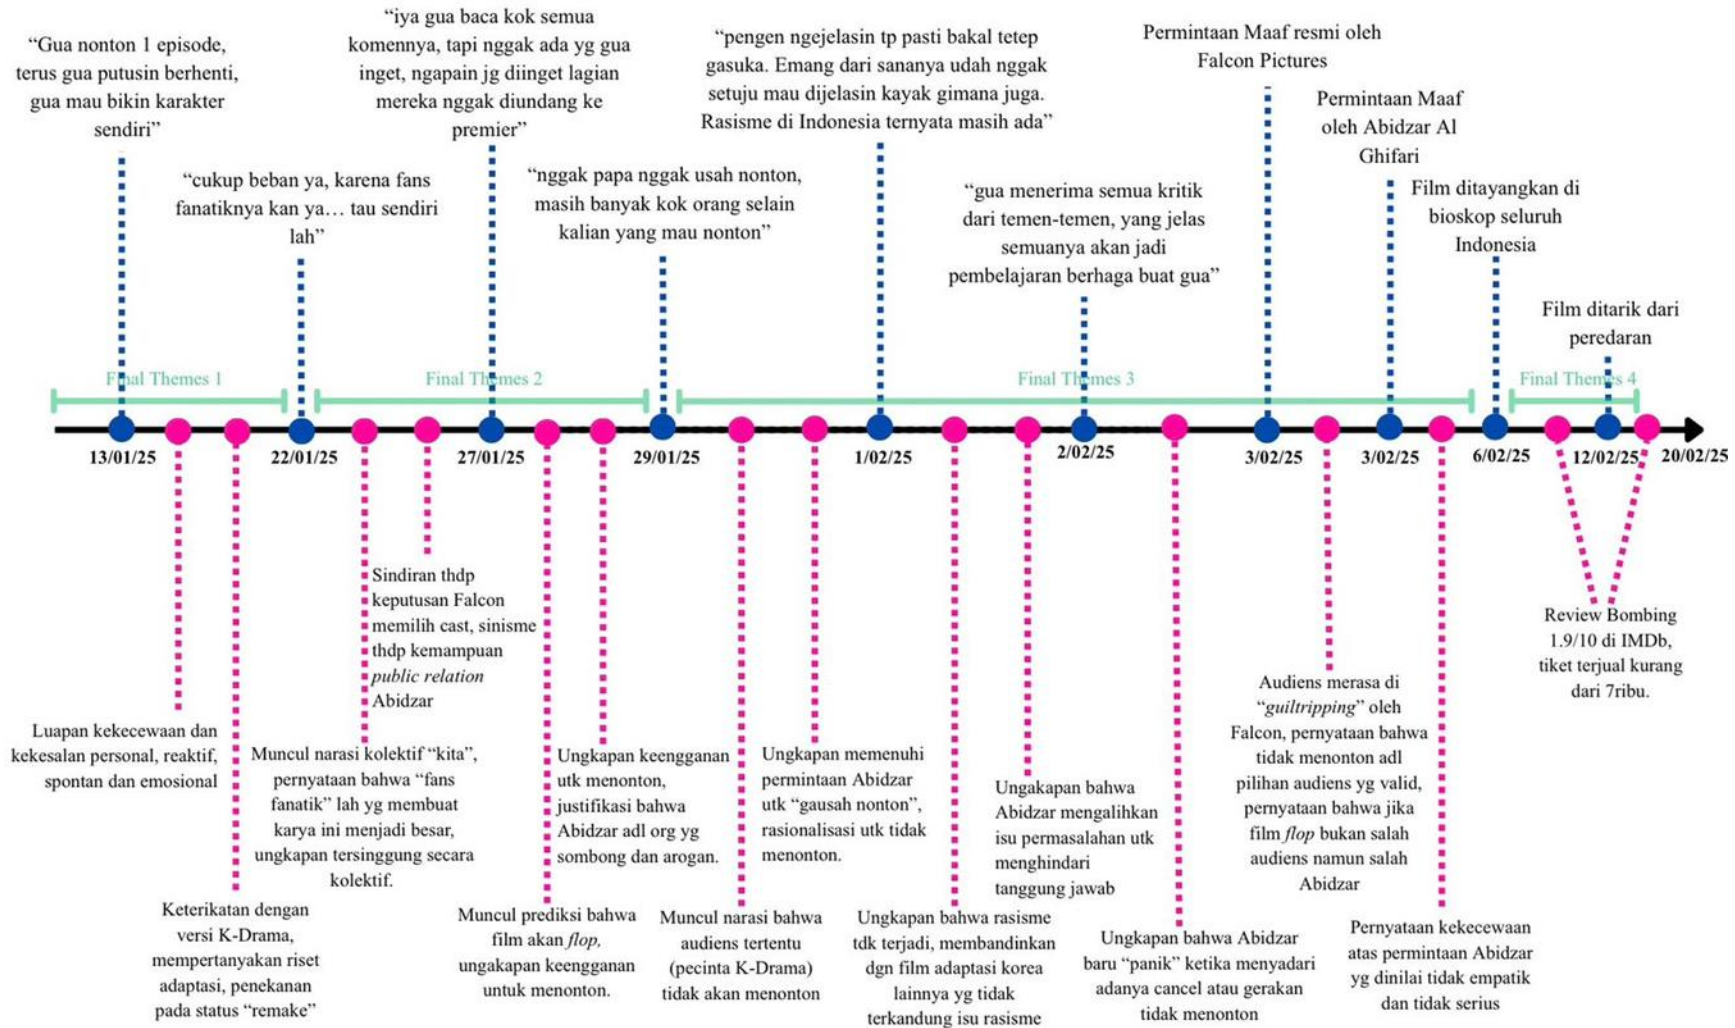 “Gua nonton 1 episode,
terus gua putusin berhenti,
gua mau bikin karakter
sendiri”
“cukup beban ya, karena fans
fanatiknya kan ya… tau sendiri
lah”
“iya gua baca kok semua
komennya, tapi nggak ada yg gua
inget, ngapain jg diinget lagian
mereka nggak diundang ke
premier”
“nggak papa nggak usah nonton,
masih banyak kok orang selain
kalian yang mau nonton”
“pengen ngejelasin tp pasti bakal tetep
gasuka. Emang dari sananya udah nggak
setuju mau dijelasin kayak gimana juga.
Rasisme di Indonesia ternyata masih ada”
“gua menerima semua kritik
dari temen-temen, yang jelas
semuanya akan jadi
pembelajaran berhaga buat gua”
Permintaan Maaf resmi oleh
Falcon Pictures
Permintaan Maaf
oleh Abidzar Al
Ghifari
Film ditayangkan di
bioskop seluruh
Indonesia
Film ditarik dari
peredaran
Final Themes 1
Final Themes 2
Final Themes 3
Final Themes 4
13/01/25
22/01/25
27/01/25
29/01/25
1/02/25
2/02/25
3/02/25
3/02/25
6/02/25
12/02/25
20/02/25
Luapan kekecewaan dan
kekesalan personal, reaktif,
spontan dan emosional
Keterikatan dengan
versi K-Drama,
mempertanyakan riset
adaptasi, penekanan
pada status “remake”
Muncul narasi kolektif “kita”,
pernyataan bahwa “fans
fanatik” lah yg membuat
karya ini menjadi besar,
ungkapan tersinggung secara
kolektif.
Sindiran thdp
keputusan Falcon
memilih cast, sinisme
thdp kemampuan
public relation
Abidzar
Muncul prediksi bahwa
film akan flop,
ungakapan keengganan
untuk menonton.
Ungkapan keengganan
utk menonton,
justifikasi bahwa
Abidzar adl org yg
sombong dan arogan.
Muncul narasi bahwa
audiens tertentu
(pecinta K-Drama)
tidak akan menonton
Ungkapan memenuhi
permintaan Abidzar
utk “gausah nonton”,
rasionalisasi utk tidak
menonton.
Ungkapan bahwa rasisme
tdk terjadi, membandinkan
dgn film adaptasi korea
lainnya yg tidak
terkandung isu rasisme
Ungakapan bahwa
Abidzar mengalihkan
isu permasalahan utk
menghindari
tanggung jawab
Ungkapan bahwa Abidzar
baru “panik” ketika menyadari
adanya cancel atau gerakan
tidak menonton
Audiens merasa di
“guiltripping” oleh
Falcon, pernyataan bahwa
tidak menonton adl
pilihan audiens yg valid,
pernyataan bahwa jika
film flop bukan salah
audiens namun salah
Abidzar
Pernyataan kekecewaan
atas permintaan Abidzar
yg dinilai tidak empatik
dan tidak serius
Review Bombing
1.9/10 di IMDb,
tiket terjual kurang
dari 7ribu.